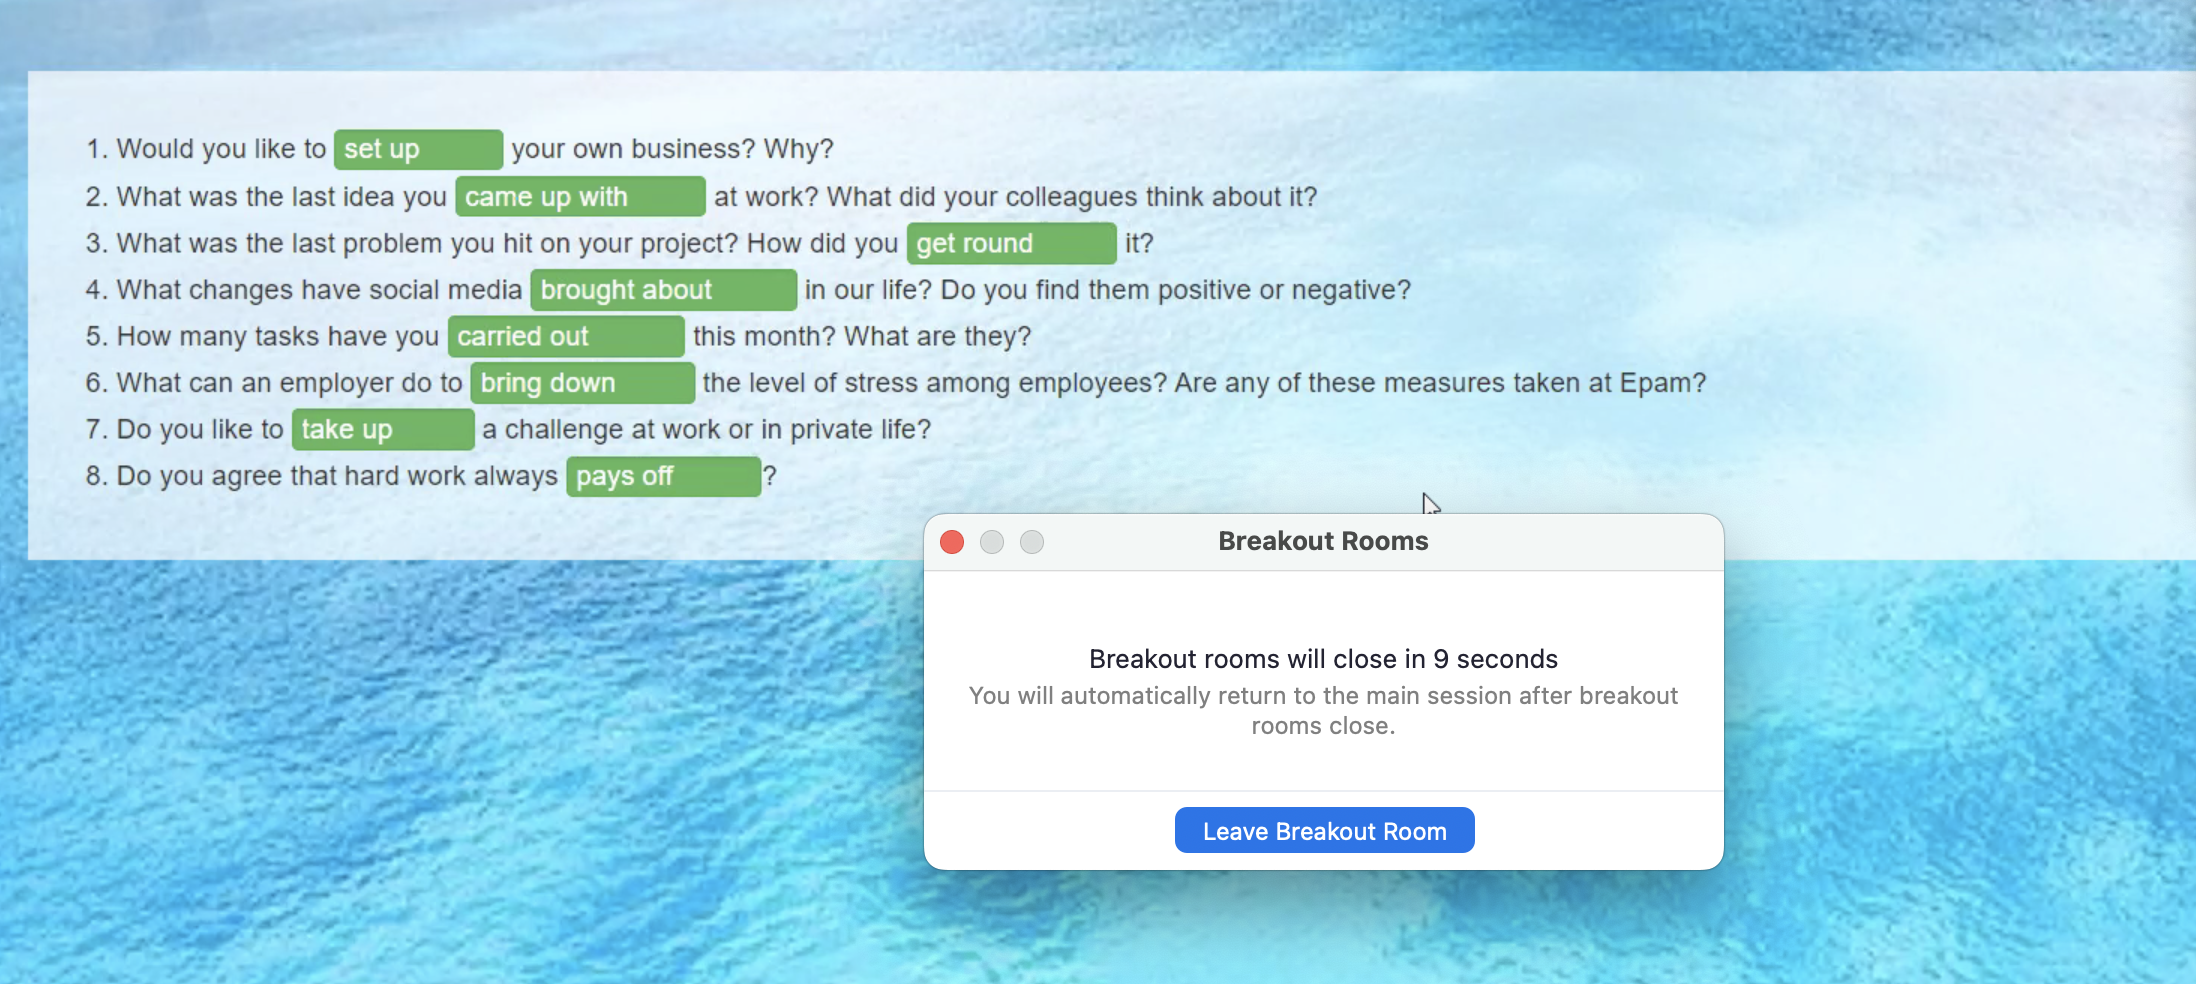 1. Would you like to set up your own business? Why?
2. What was the last idea you came up with at work? What did your colleagues think about it?
3. What was the last problem you hit on your project? How did you get round it?
4. What changes have social media brought about in our life? Do you find them positive or negative?
5. How many tasks have you carried out this month? What are they?
6. What can an employer do to bring down the level of stress among employees? Are any of these measures taken at Epam?
7. Do you like to take up a challenge at work or in private life?
8. Do you agree that hard work always pays off ?
Breakout Rooms
Breakout rooms will close in 9 seconds
You will automatically return to the main session after breakout
rooms close.
Leave Breakout Room